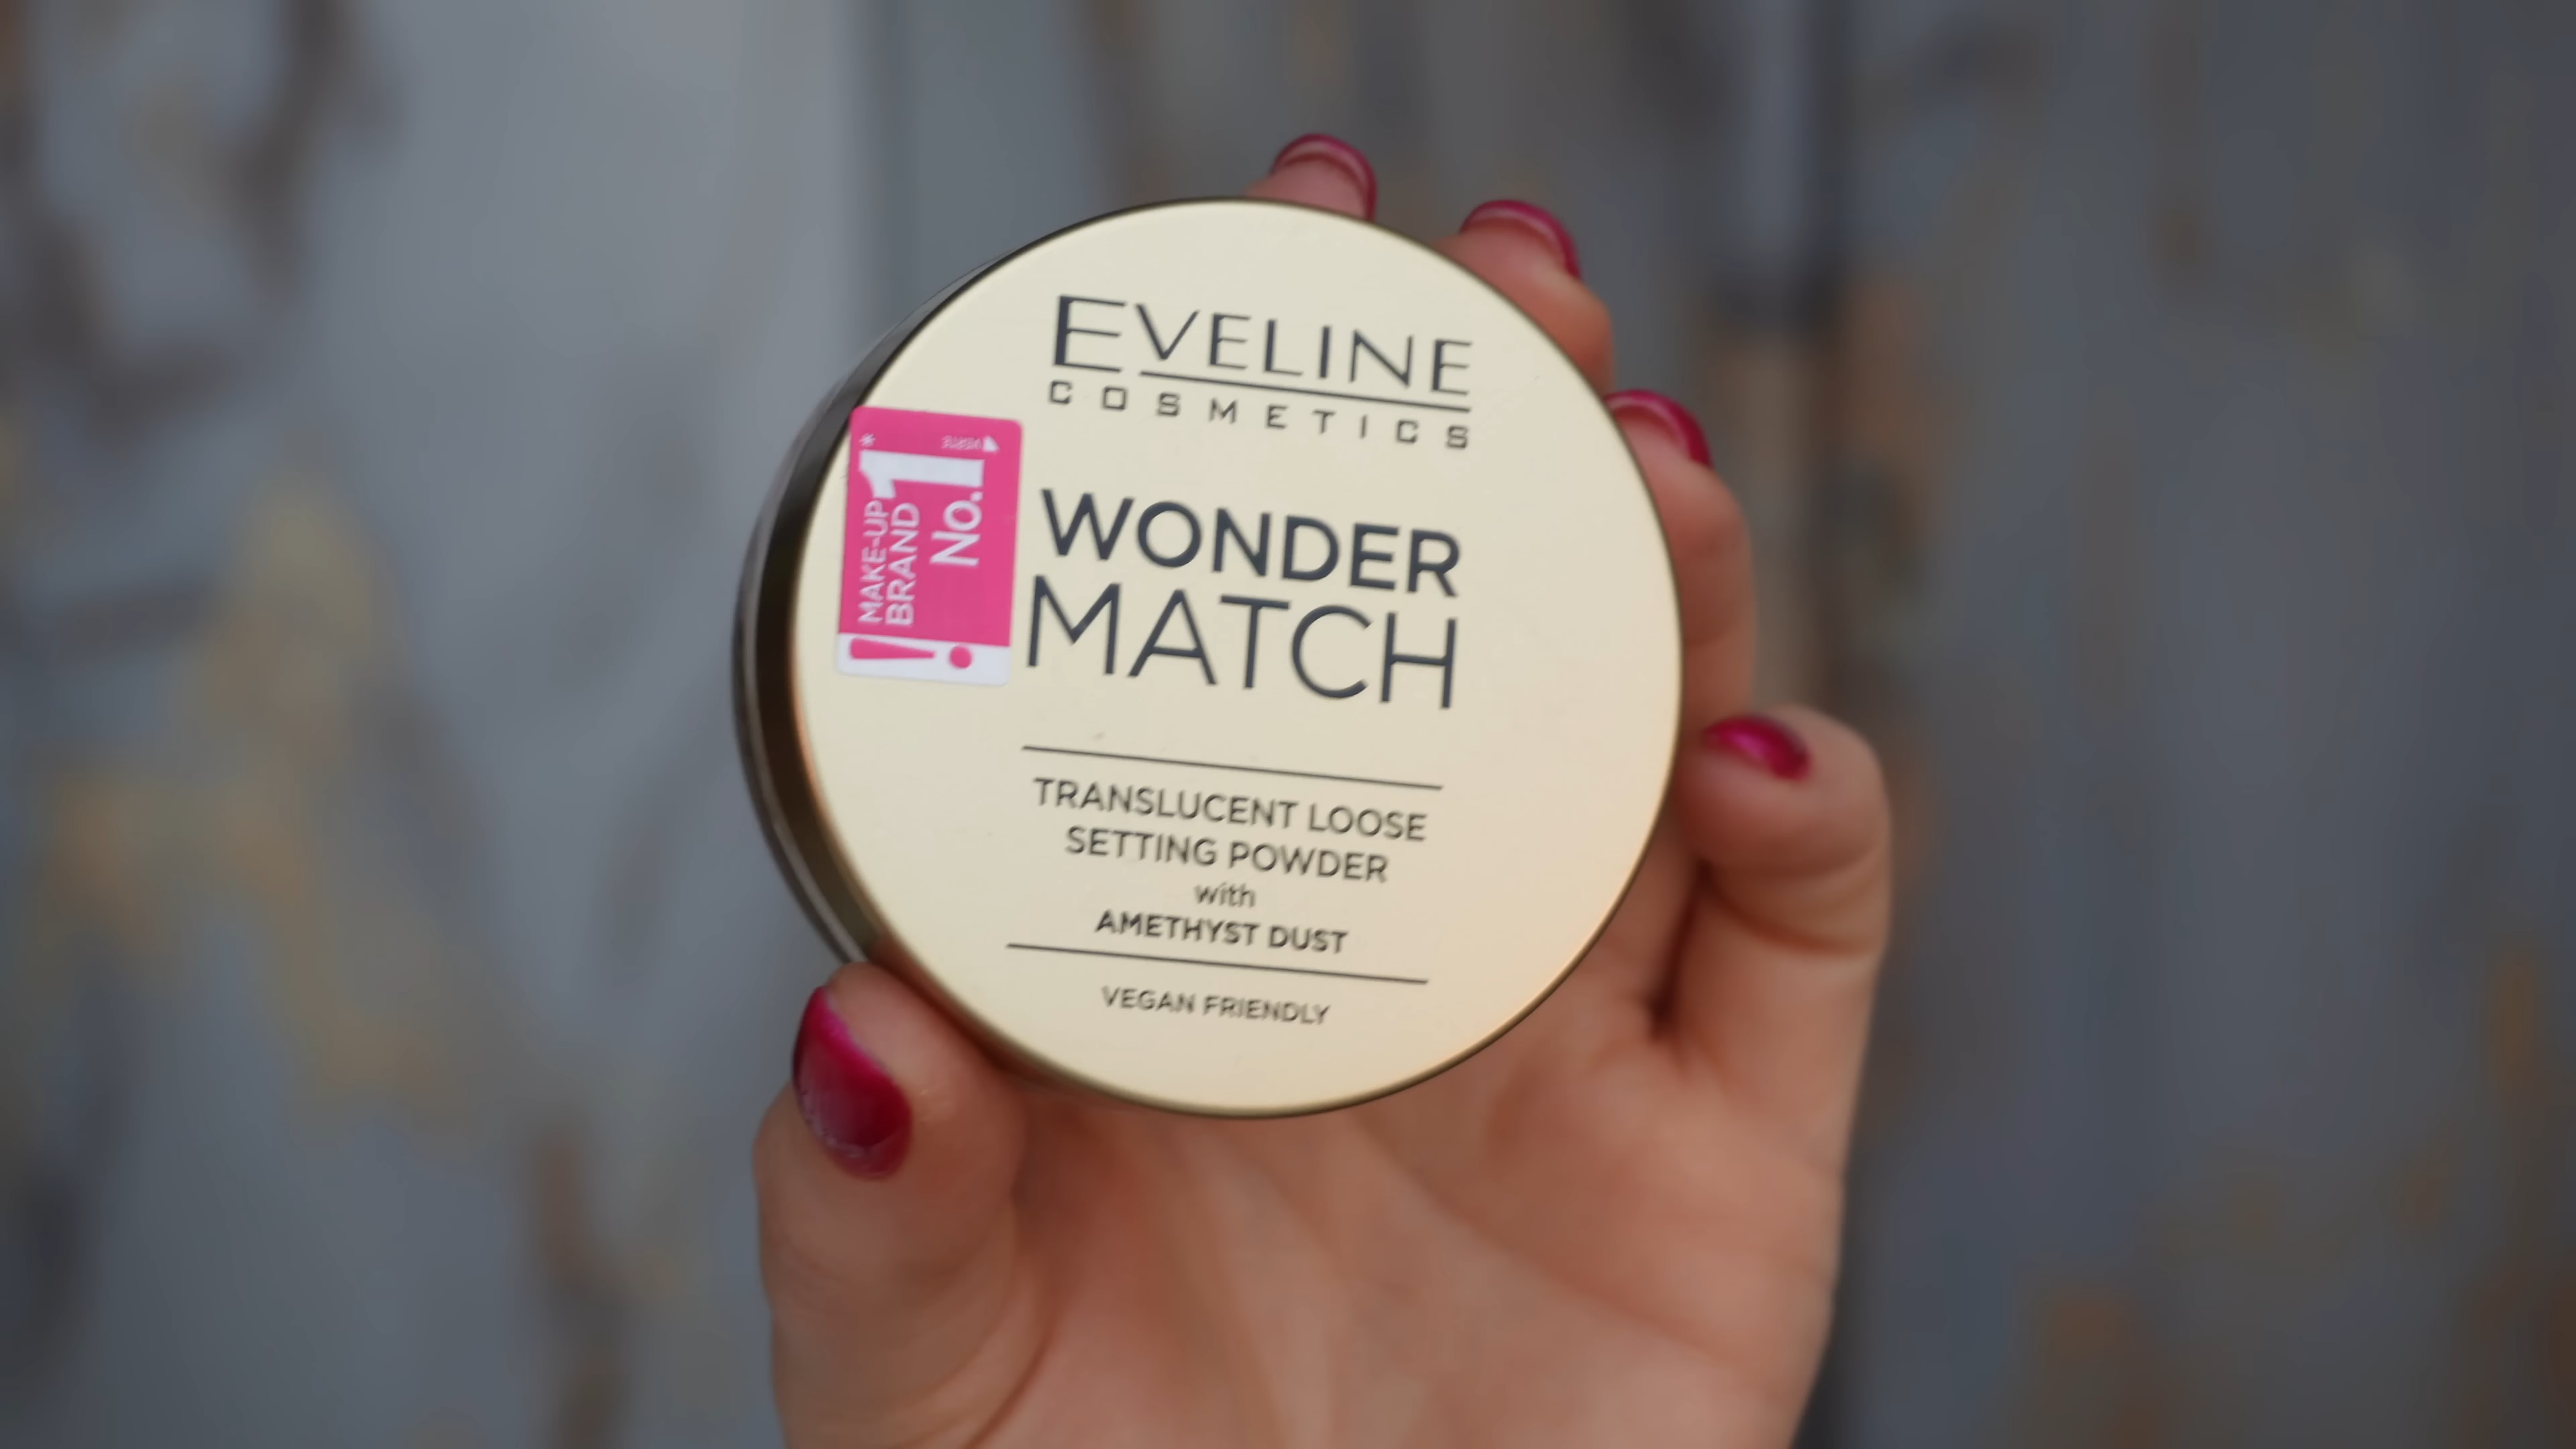 EVELINE
COSMETICS
MAKE-UP
BRAND
No.1*
WONDER
MATCH
TRANSLUCENT LOOSE
SETTING POWDER
with
AMETHYST DUST
VEGAN FRIENDLY